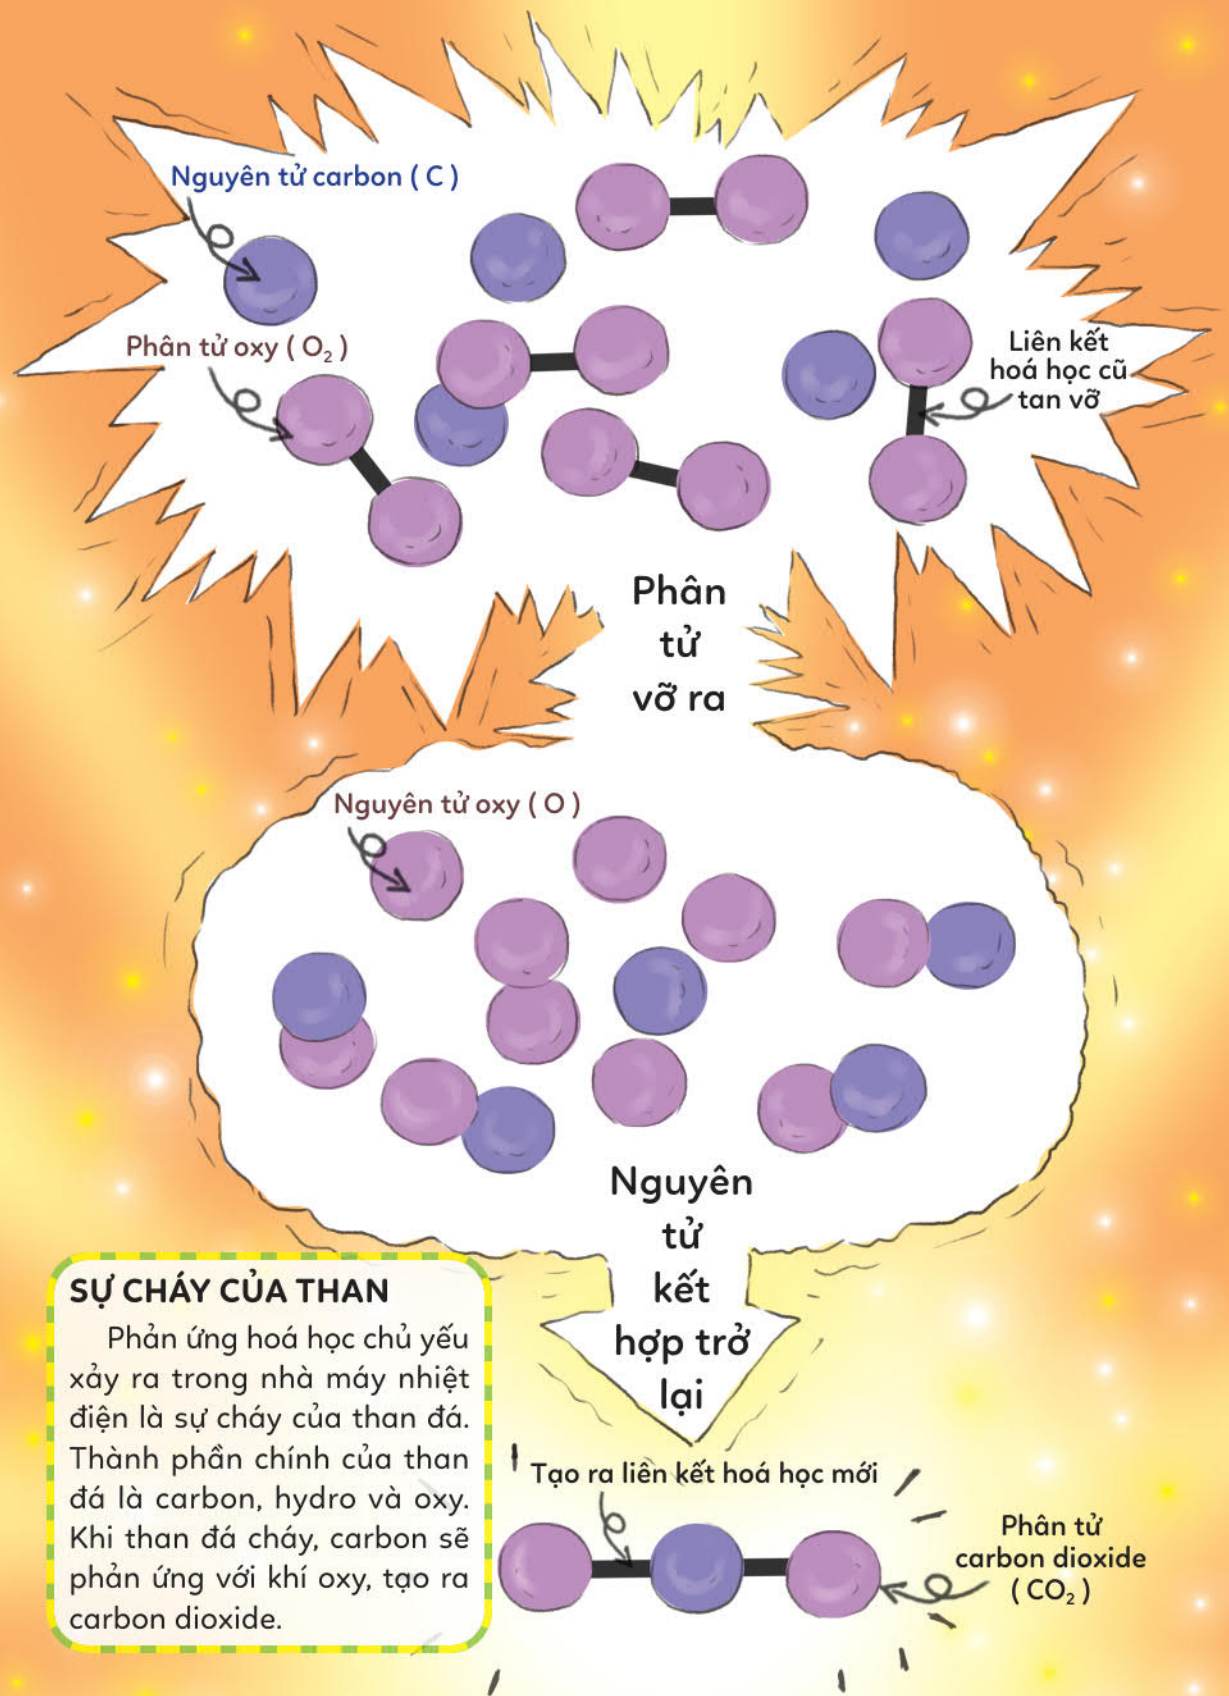 Nguyên tử carbon ( C )
Phân tử oxy ( O₂ )
Liên kết
hoá học cũ
tan vỡ
Phân
tử
vỡ ra
Nguyên tử oxy ( O )
Nguyên
tử
kết
hợp trở
lại
SỰ CHÁY CỦA THAN
Phản ứng hoá học chủ yếu
xảy ra trong nhà máy nhiệt
điện là sự cháy của than đá.
Thành phần chính của than
đá là carbon, hydro và oxy.
Khi than đá cháy, carbon sẽ
phản ứng với khí oxy, tạo ra
carbon dioxide.
Tạo ra liên kết hoá học mới
Phân tử
carbon dioxide
( CO₂ )